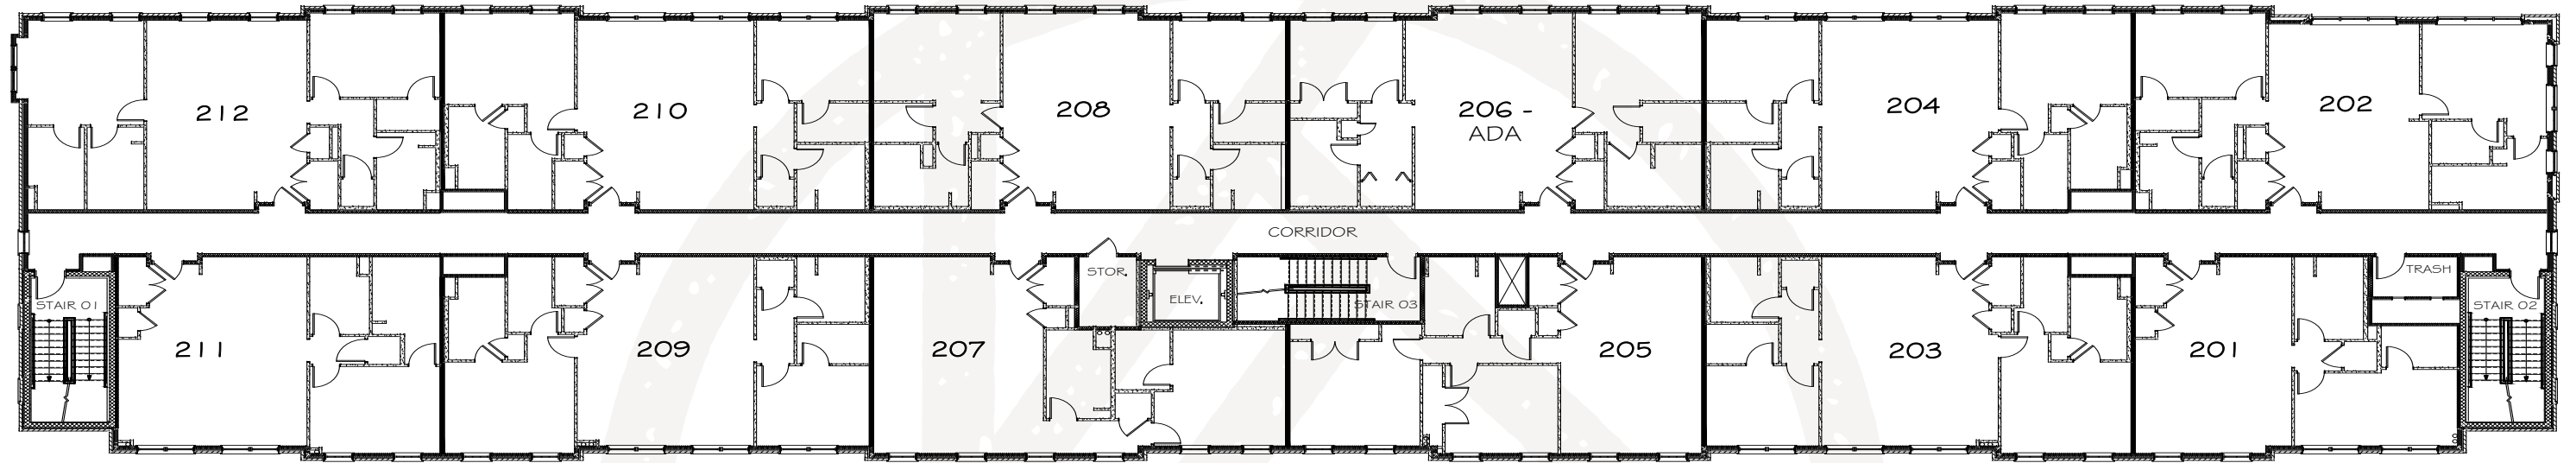 212
210
208
206 -
ADA
204
202
CORRIDOR
STAIR 01
STOR.
ELEV.
STAIR 03
TRASH
STAIR 02
211
209
207
205
203
201